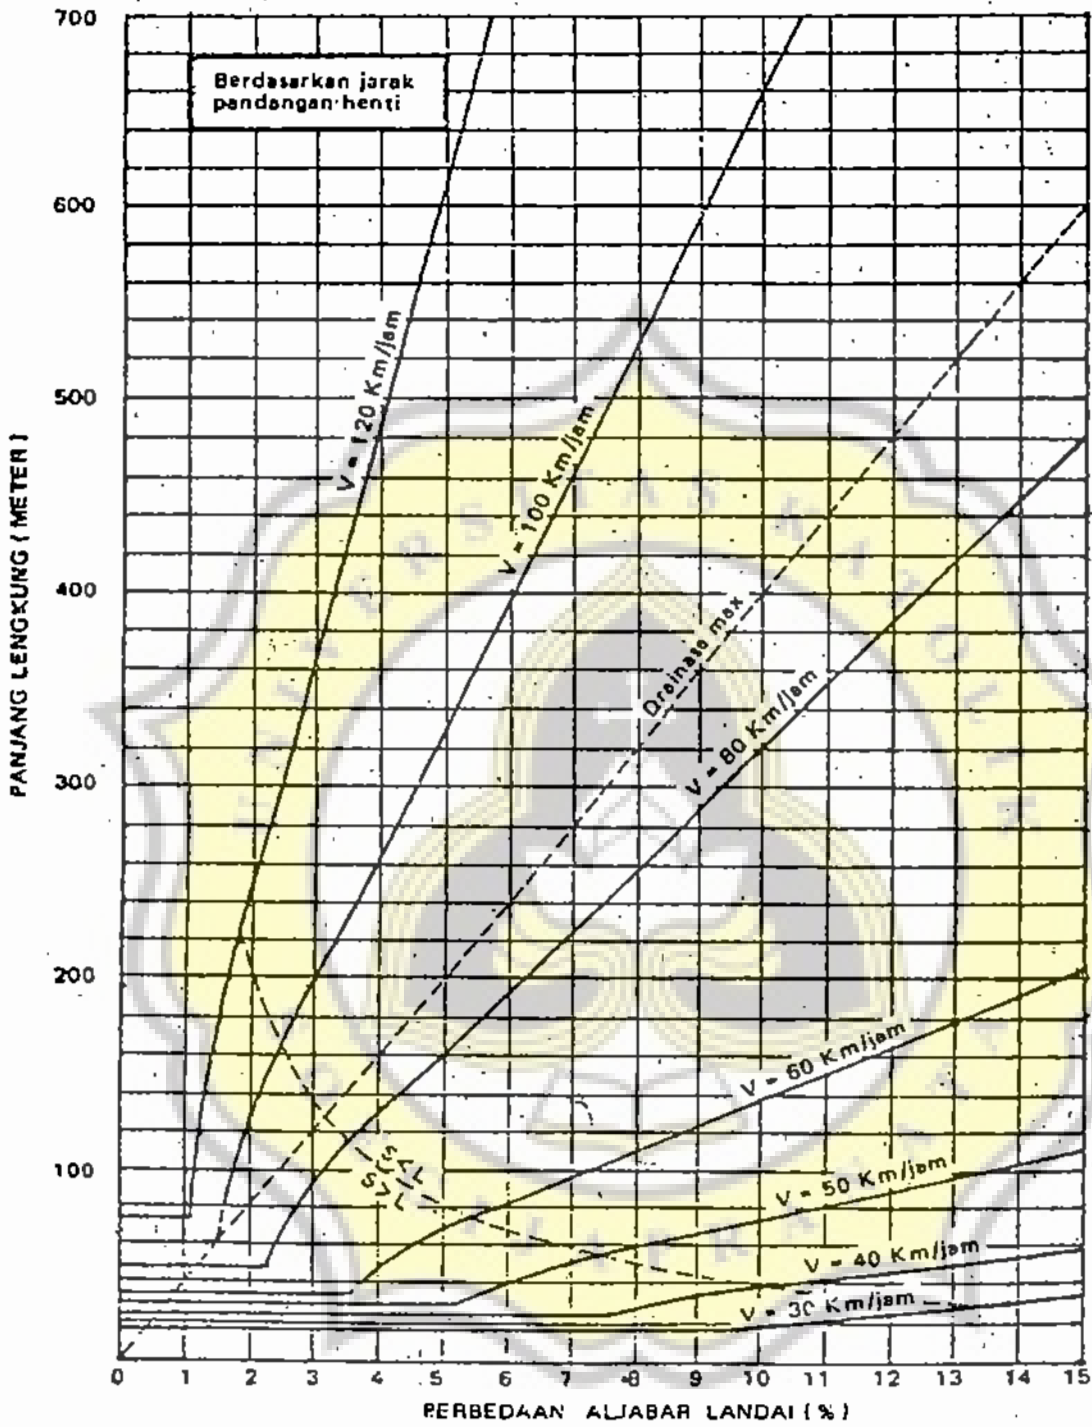 700
Berdasarkan jarak
pandangan henti
600
500
400
300
200
100
PANJANG LENGKUNG (METER)
V = 120 Km/jam
V = 100 Km/jam
Drainase max
V = 80 Km/jam
V = 60 Km/jam
V = 50 Km/jam
V = 40 Km/jam
V = 30 Km/jam
S < L
S > L
0 1 2 3 4 5 6 7 8 9 10 11 12 13 14 15
PERBEDAAN ALJABAR LANDAI (%)